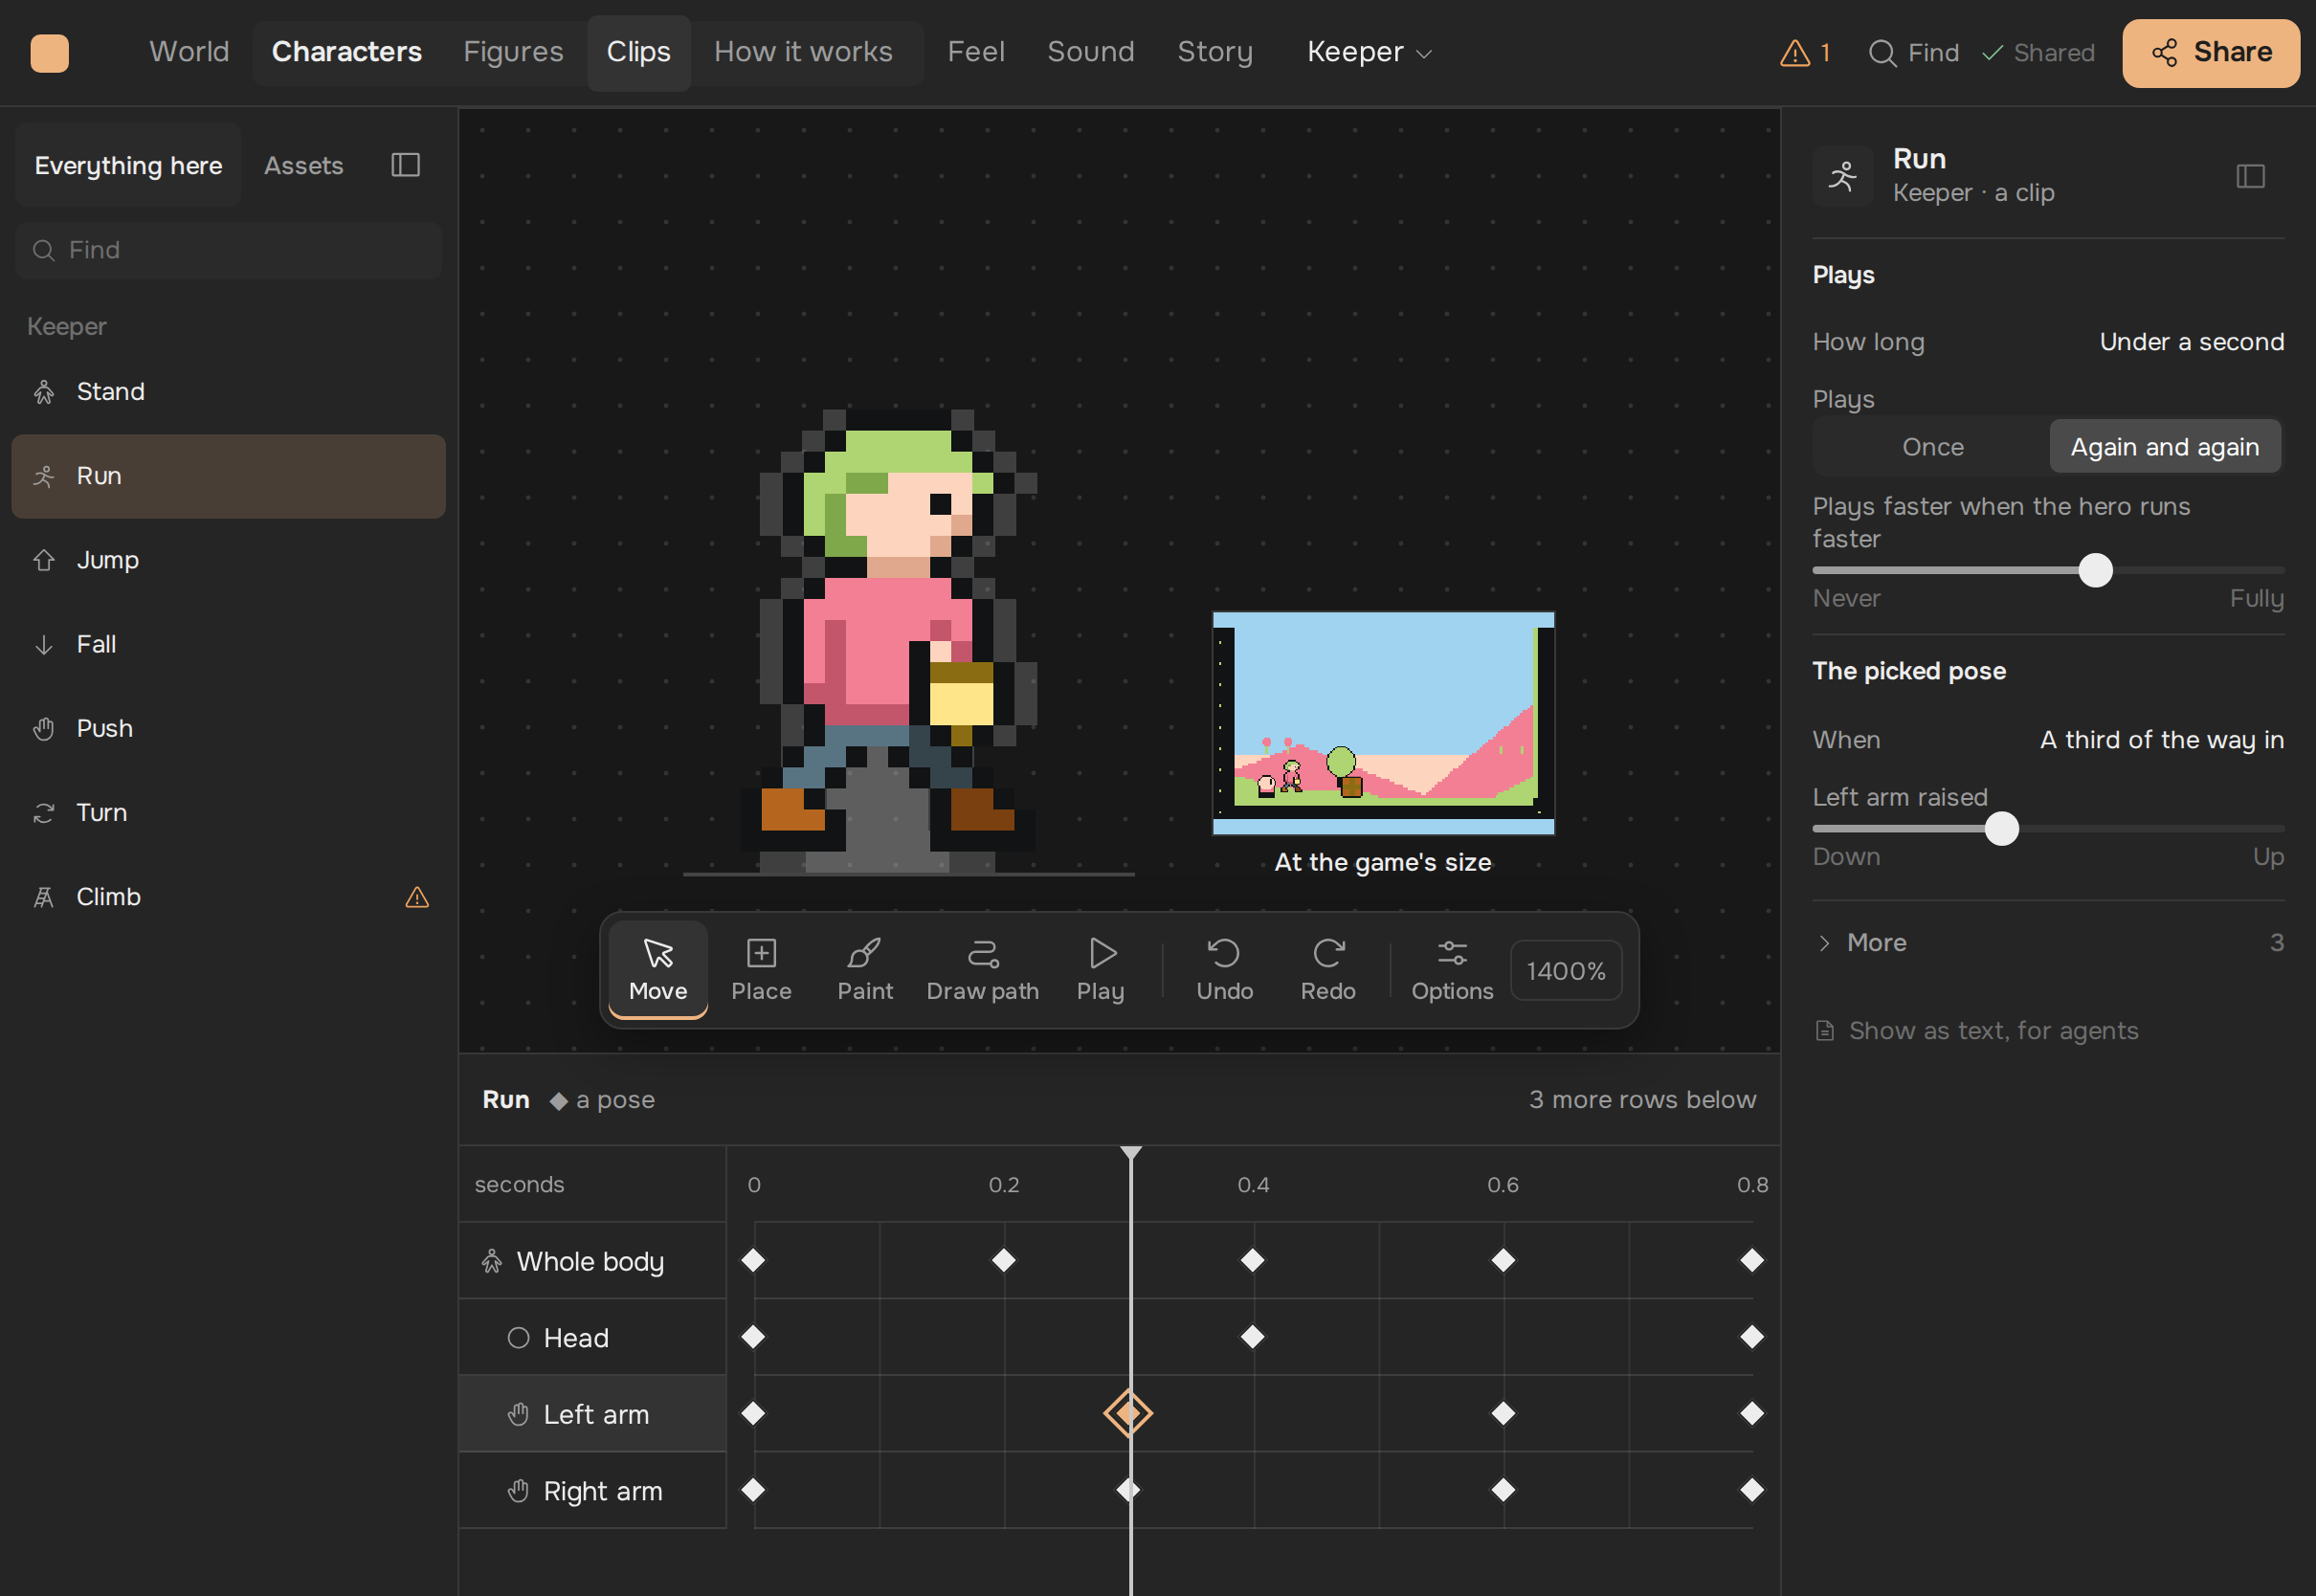 World Characters Figures Clips How it works Feel Sound Story Keeper 1 Find Shared Share
Everything here Assets
Find
Keeper
Stand
Run
Jump
Fall
Push
Turn
Climb
At the game's size
Move Place Paint Draw path Play Undo Redo Options 1400%
Run a pose 3 more rows below
seconds 0 0.2 0.4 0.6 0.8
Whole body
Head
Left arm
Right arm
Run
Keeper · a clip
Plays
How long Under a second
Plays
Once Again and again
Plays faster when the hero runs
faster
Never Fully
The picked pose
When A third of the way in
Left arm raised
Down Up
More 3
Show as text, for agents